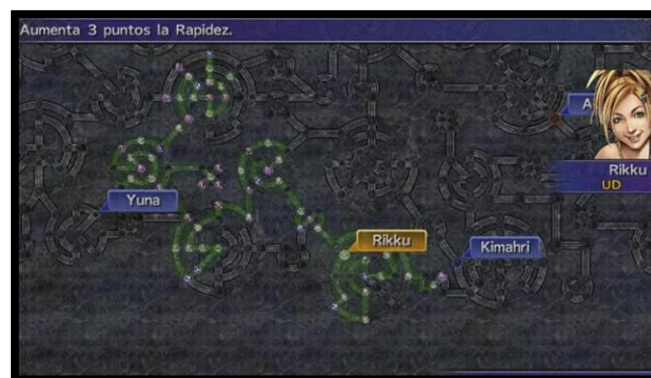 Aumenta 3 puntos la Rapidez.
A
Rikku
UD
Yuna
Rikku
Kimahri